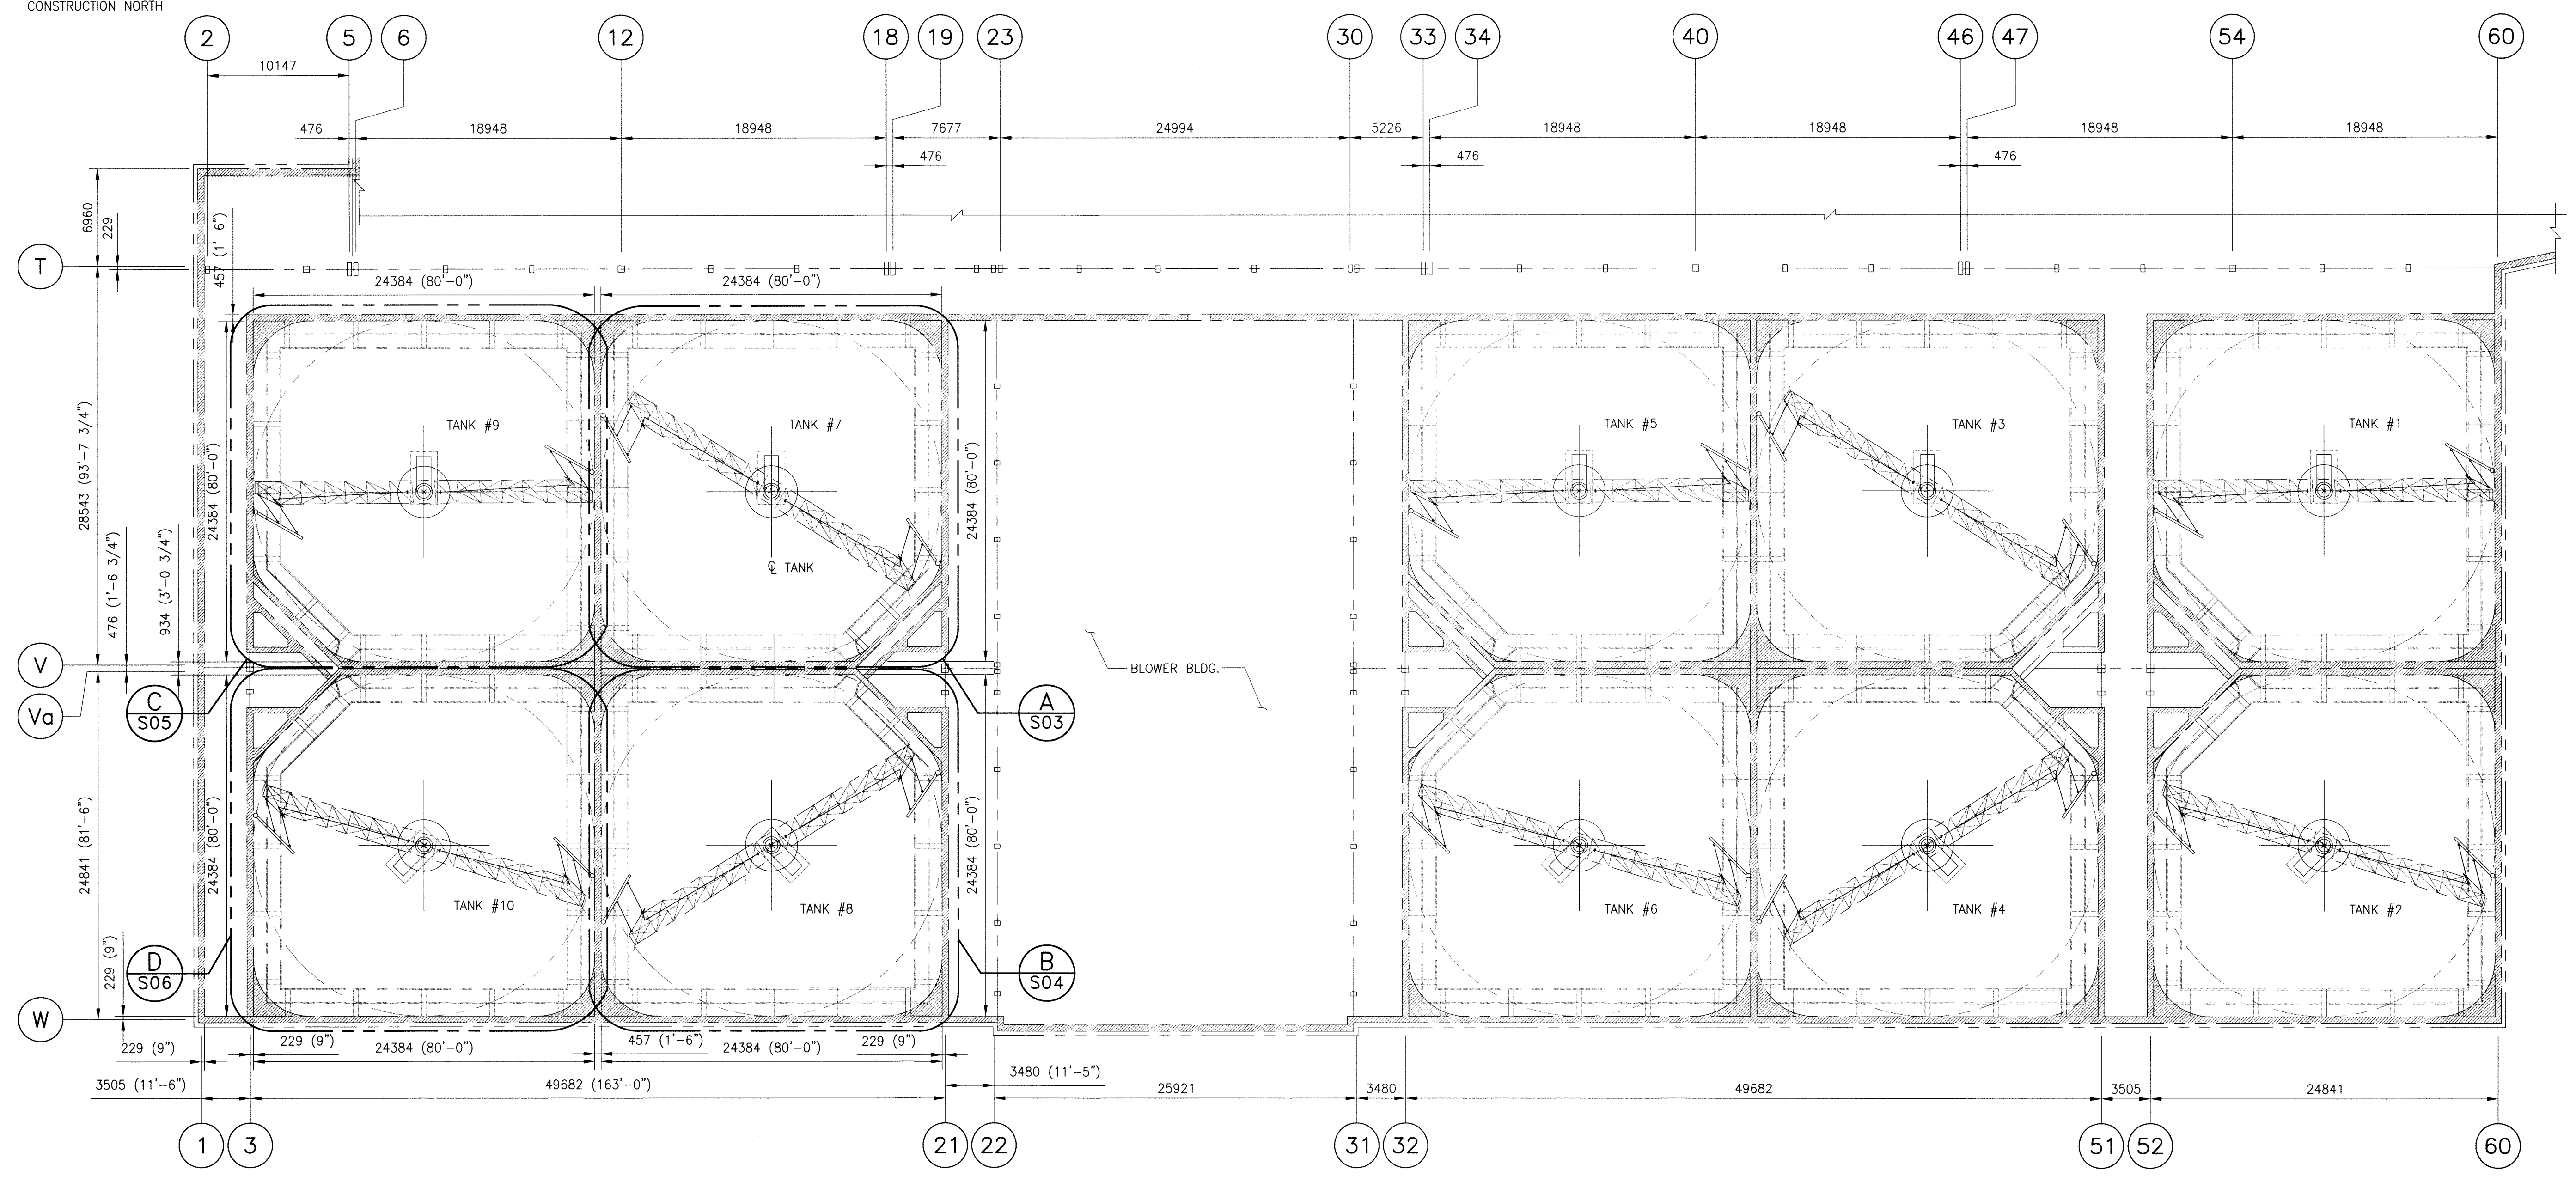 CONSTRUCTION NORTH
2 5 6 12 18 19 23 30 33 34 40 46 47 54 60
10147
476 18948 18948 7677 24994 5226 18948 18948 18948 18948
476 476 476
6960
229
457 (1'-6")
T
24384 (80'-0") 24384 (80'-0")
28543 (93'-7 3/4")
24384 (80'-0")
24384 (80'-0")
TANK #9 TANK #7 TANK #5 TANK #3 TANK #1
℄ TANK
476 (1'-6 3/4")
934 (3'-0 3/4")
V
BLOWER BLDG.
Va
C
S05
A
S03
24841 (81'-6")
24384 (80'-0")
24384 (80'-0")
TANK #10 TANK #8 TANK #6 TANK #4 TANK #2
229 (9")
D
S06
B
S04
W
229 (9") 229 (9") 457 (1'-6") 229 (9")
24384 (80'-0") 24384 (80'-0")
3505 (11'-6") 49682 (163'-0") 3480 (11'-5") 25921 3480 49682 3505 24841
1 3 21 22 31 32 51 52 60